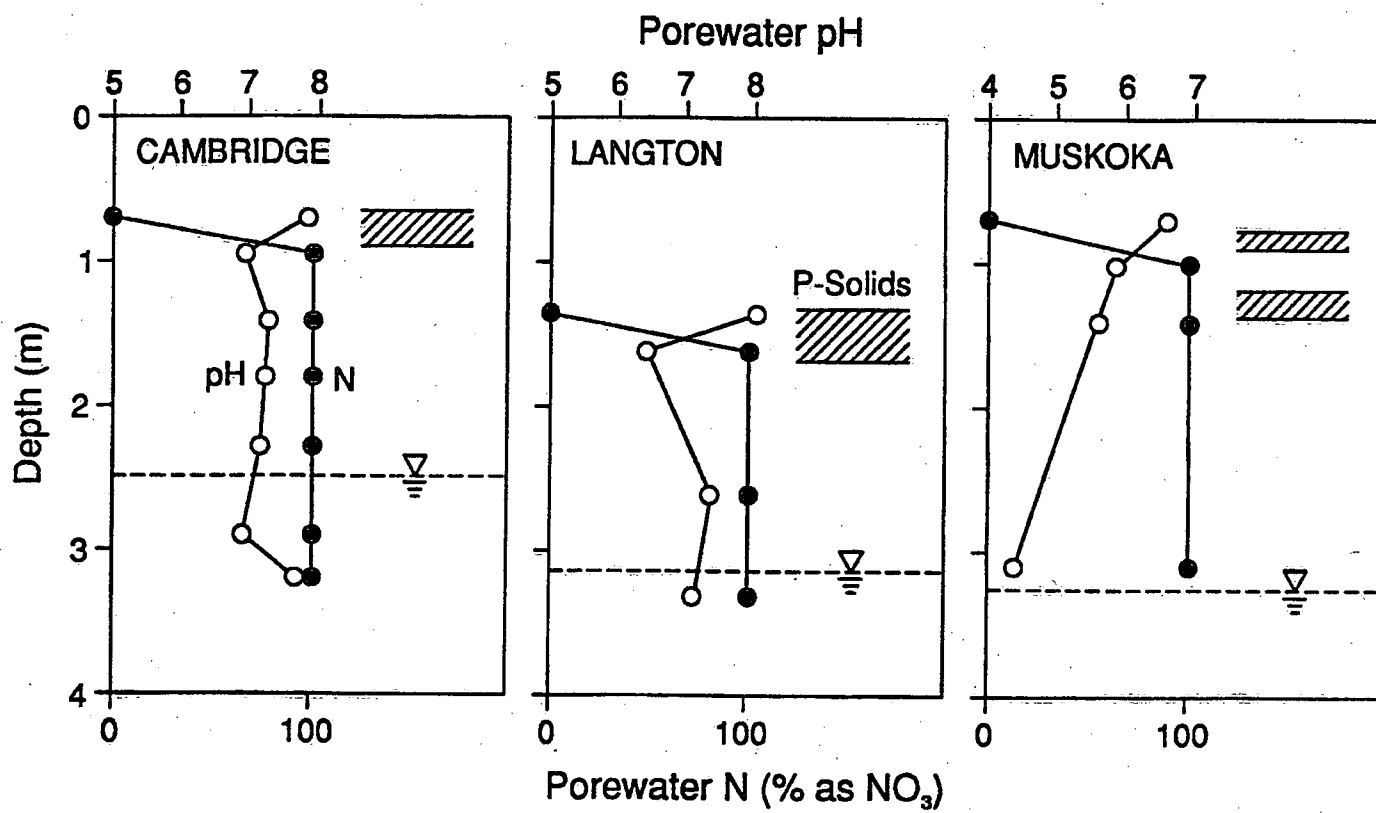 Porewater pH
5 6 7 8 5 6 7 8 4 5 6 7
0
CAMBRIDGE LANGTON MUSKOKA
1
P-Solids
Depth (m)
pH N
2
3
4
0 100 0 100 0 100
Porewater N (% as NO₃)